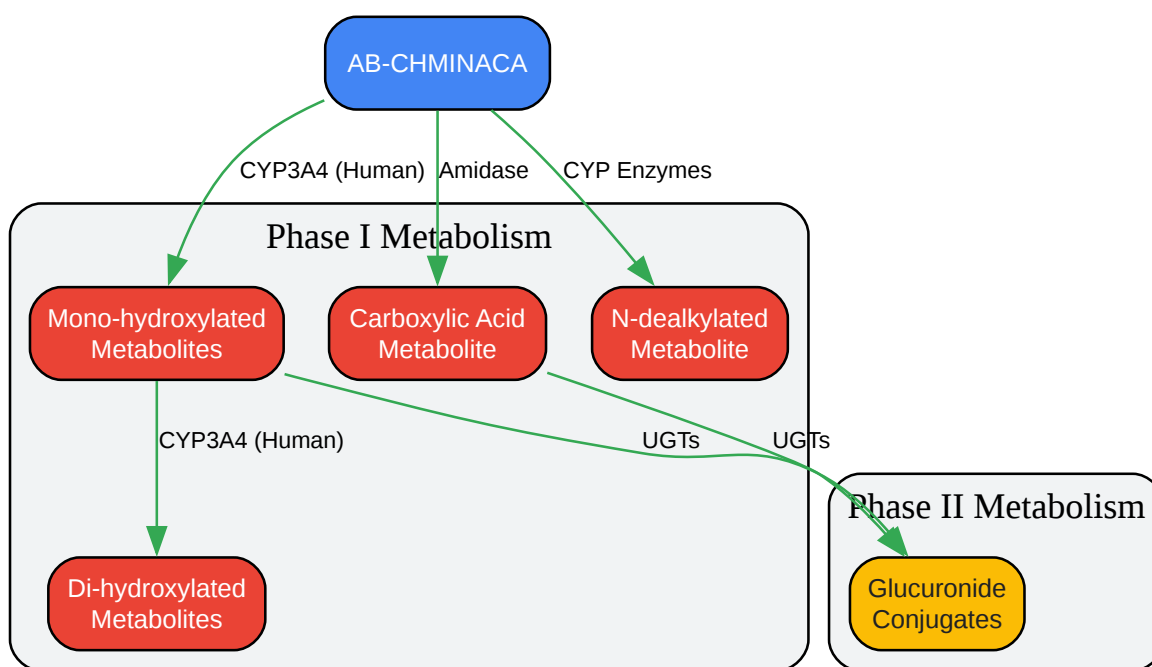 AB-CHMINACA
CYP3A4 (Human)
Amidase
CYP Enzymes
Phase I Metabolism
Mono-hydroxylated
Metabolites
Carboxylic Acid
Metabolite
N-dealkylated
Metabolite
CYP3A4 (Human)
UGTs
UGTs
Phase II Metabolism
Di-hydroxylated
Metabolites
Glucuronide
Conjugates